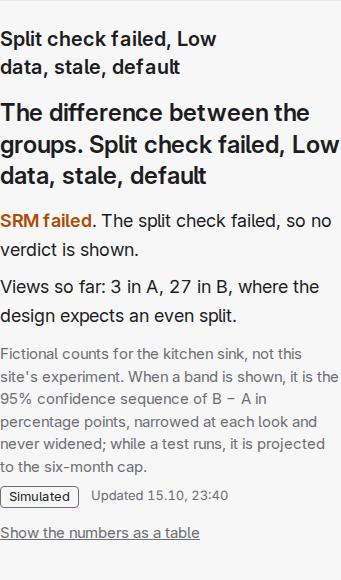 Split check failed, Low
data, stale, default
The difference between the
groups. Split check failed, Low
data, stale, default
SRM failed. The split check failed, so no
verdict is shown.
Views so far: 3 in A, 27 in B, where the
design expects an even split.
Fictional counts for the kitchen sink, not this
site's experiment. When a band is shown, it is the
95% confidence sequence of B − A in
percentage points, narrowed at each look and
never widened; while a test runs, it is projected
to the six-month cap.
Simulated Updated 15.10, 23:40
Show the numbers as a table